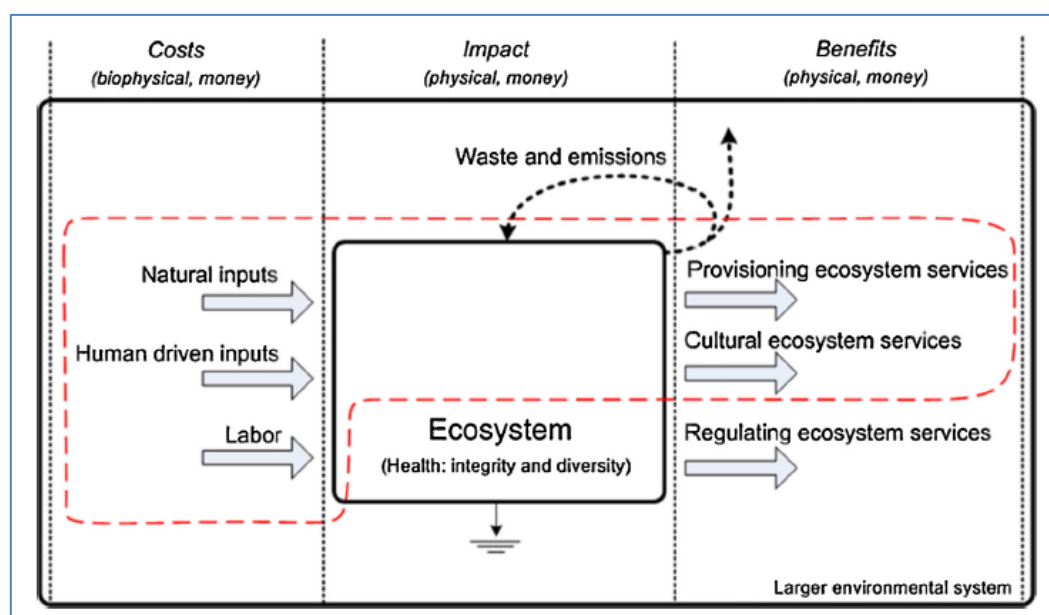 Costs
(biophysical, money)
Impact
(physical, money)
Benefits
(physical, money)
Waste and emissions
Natural inputs
Human driven inputs
Labor
Ecosystem
(Health: integrity and diversity)
Provisioning ecosystem services
Cultural ecosystem services
Regulating ecosystem services
Larger environmental system